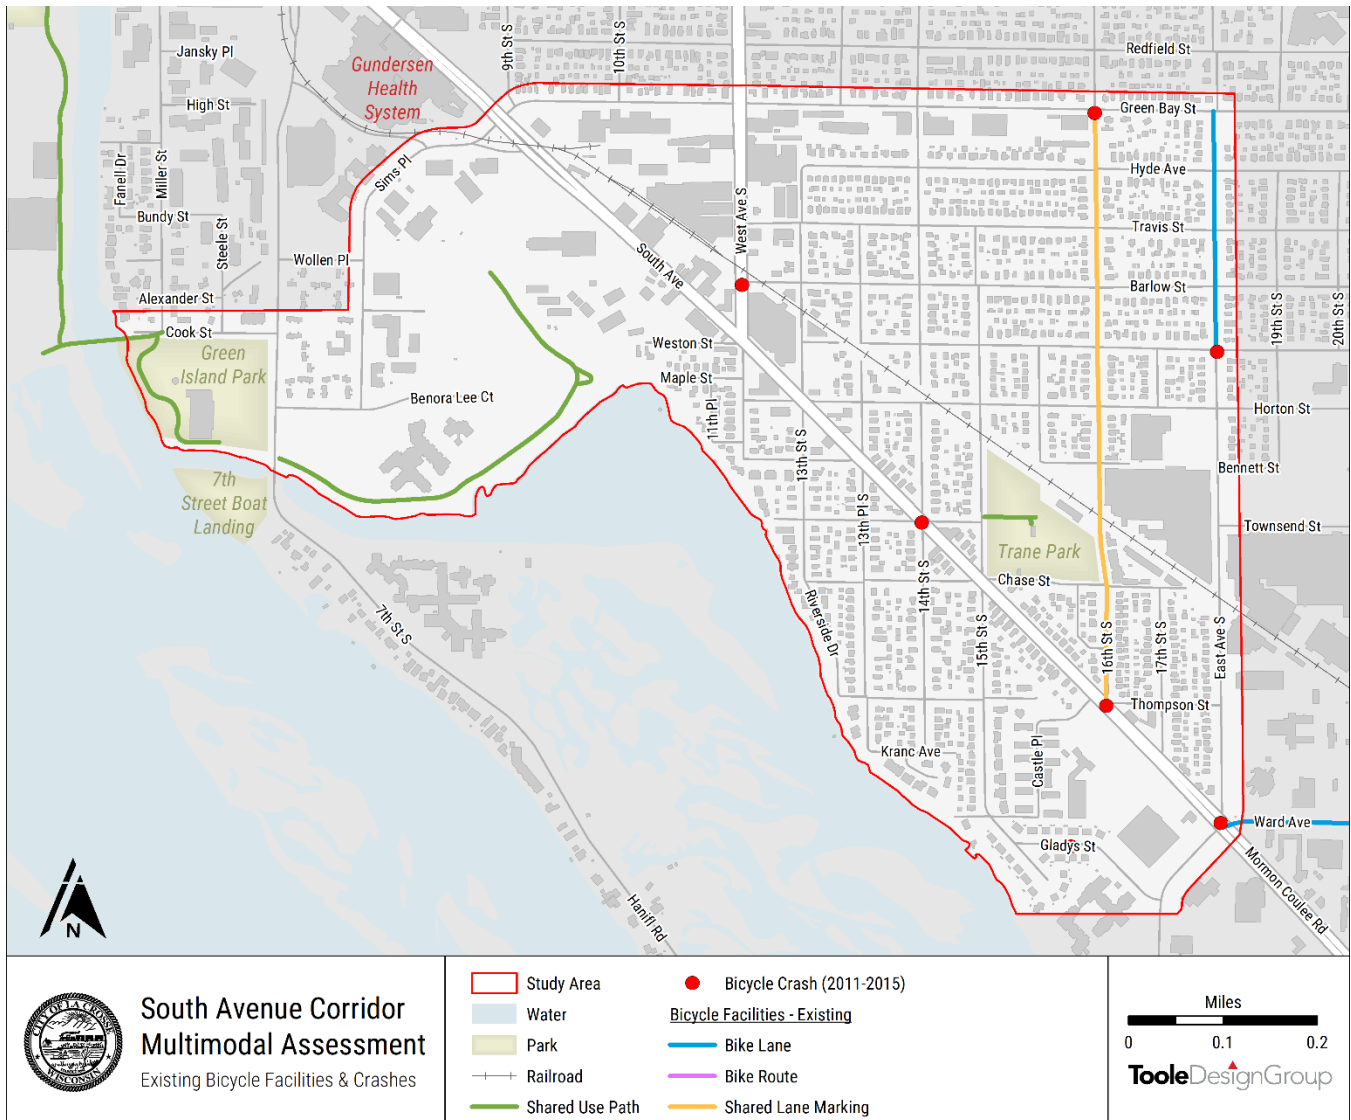 Jansky Pl
High St
Gundersen
Health
System
9th St S
10th St S
Redfield St
Green Bay St
Fanell Dr
Miller St
Bundy St
Steele St
Sims Pl
Wollen Pl
Hyde Ave
Travis St
West Ave S
South Ave
Barlow St
Alexander St
Cook St
Green
Island Park
Weston St
Maple St
19th St S
20th St S
Benora Lee Ct
11th Pl
13th St S
Horton St
Bennett St
7th
Street Boat
Landing
13th Pl S
Townsend St
Trane Park
Chase St
14th St S
7th St S
Riverside Dr
15th St S
16th St S
17th St S
East Ave S
Thompson St
Kranc Ave
Castle Pl
Ward Ave
Gladys St
Mormon Coulee Rd
Hanifl Rd
N
CITY OF LA CROSSE
WISCONSIN
South Avenue Corridor
Multimodal Assessment
Existing Bicycle Facilities & Crashes
Study Area
Water
Park
Railroad
Shared Use Path
Bicycle Crash (2011-2015)
Bicycle Facilities - Existing
Bike Lane
Bike Route
Shared Lane Marking
Miles
0 0.1 0.2
TooleDesignGroup